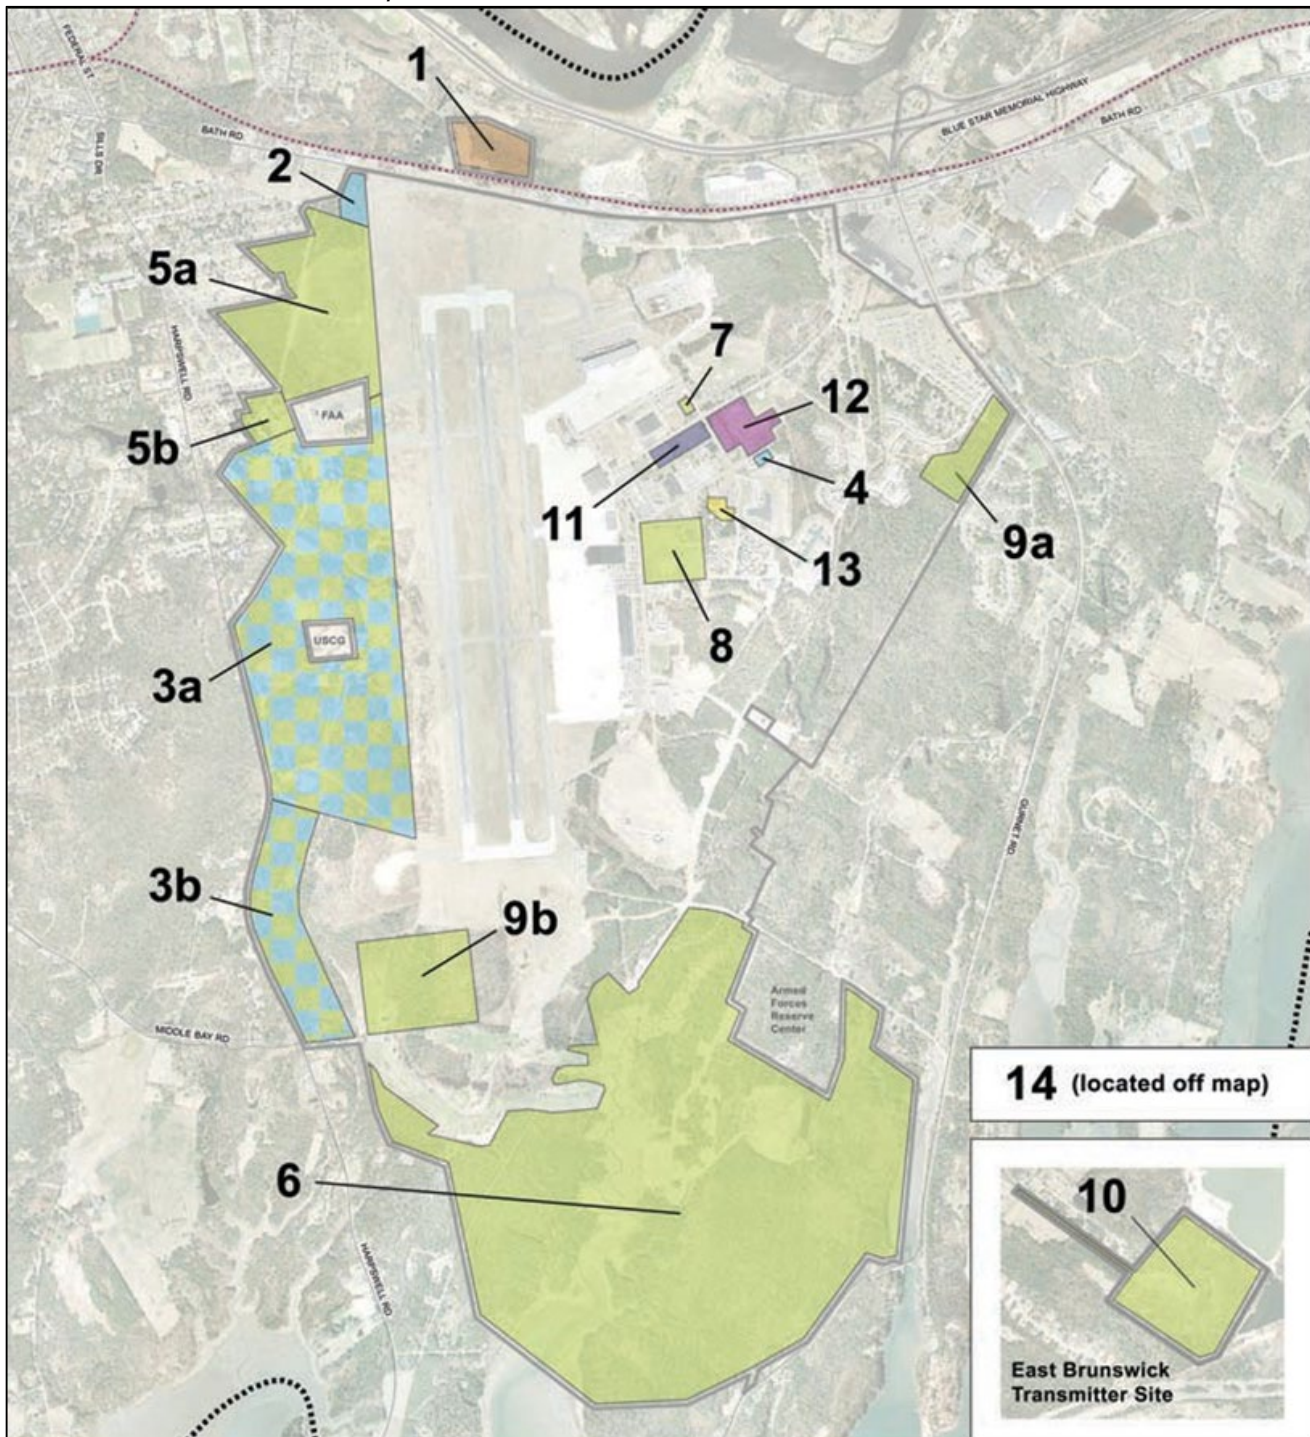 1
FEDERAL ST
BATH RD
SILLS DR
BLUE STAR MEMORIAL HIGHWAY
BATH RD
2
5a
HARPSWELL RD
7
12
FAA
5b
11
4
13
9a
8
USCG
3a
GURNET RD
3b
9b
Armed
Forces
Reserve
Center
MIDDLE BAY RD
14 (located off map)
6
10
HARPSWELL RD
East Brunswick
Transmitter Site